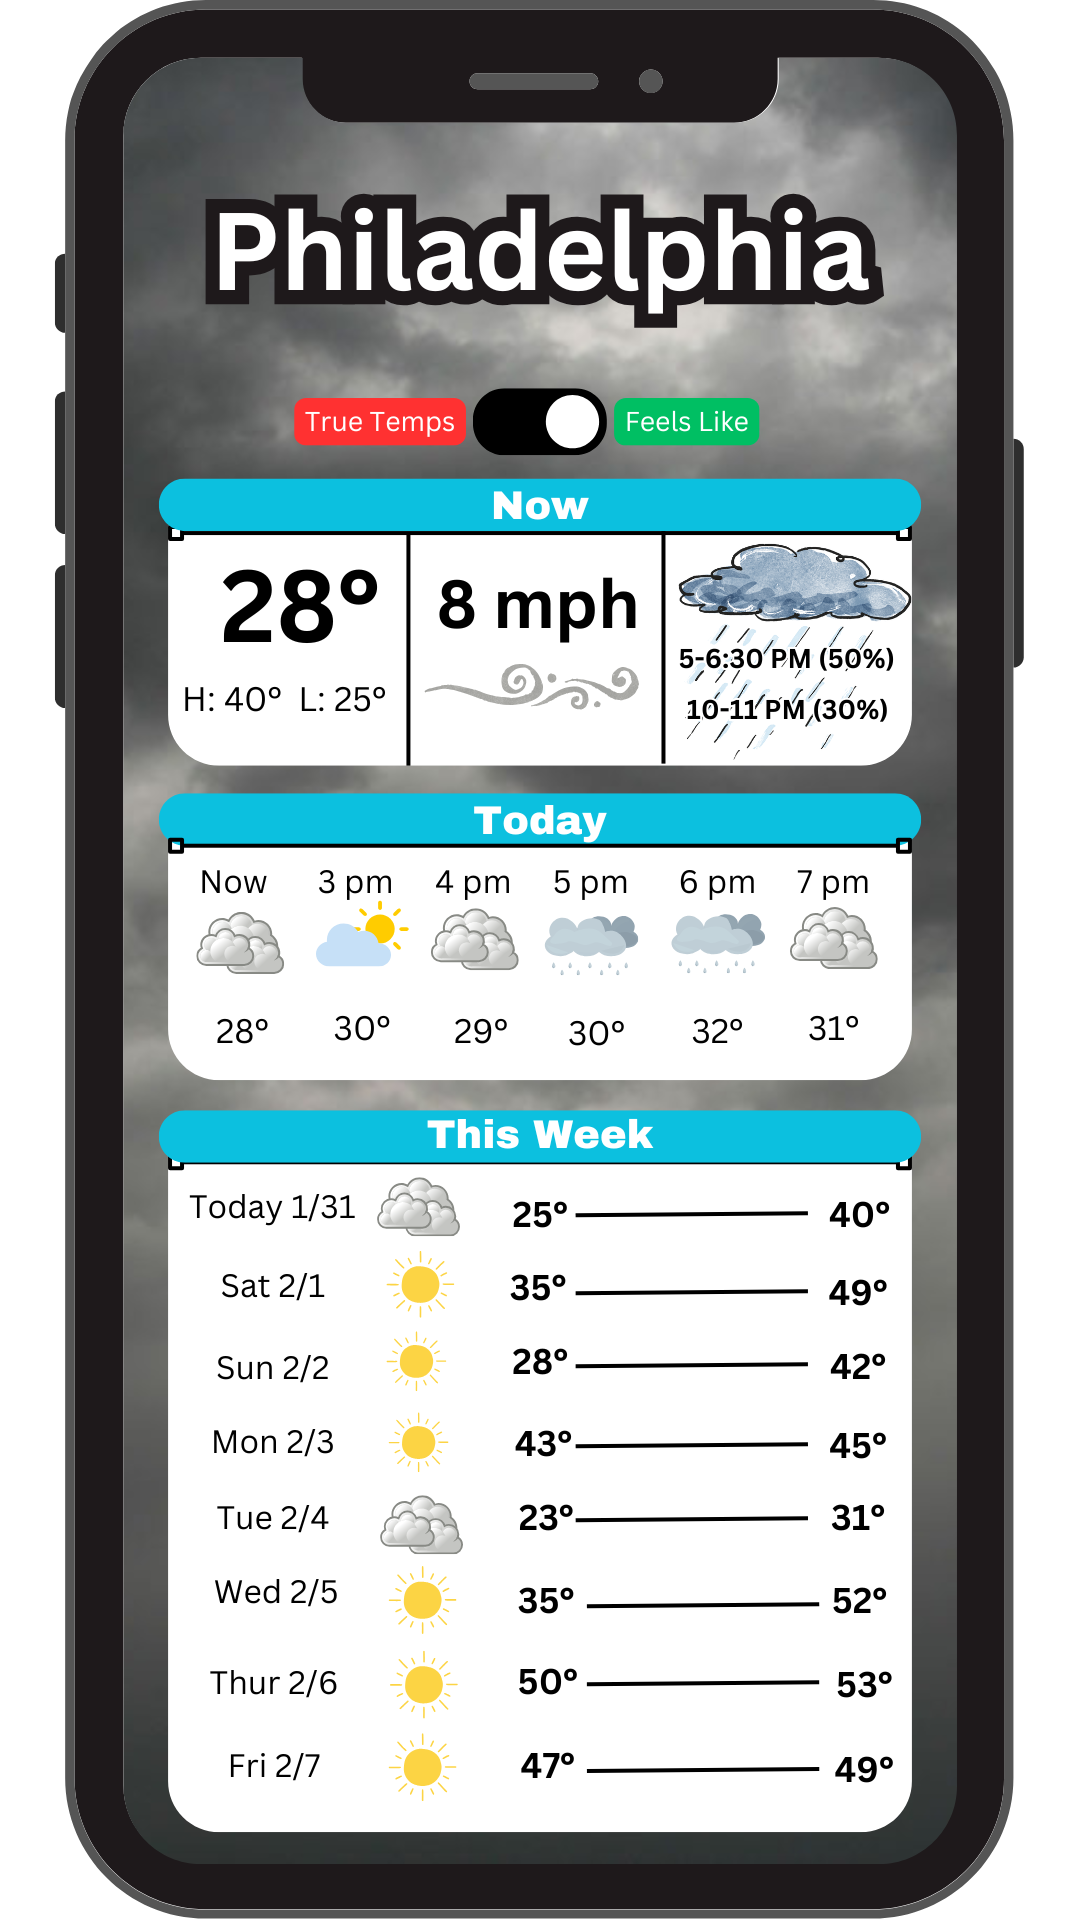 Philadelphia
True Temps Feels Like
Now
28°
H: 40° L: 25°
8 mph
5-6:30 PM (50%)
10-11 PM (30%)
Today
Now 3 pm 4 pm 5 pm 6 pm 7 pm
28° 30° 29° 30° 32° 31°
This Week
Today 1/31 25° 40°
Sat 2/1 35° 49°
Sun 2/2 28° 42°
Mon 2/3 43° 45°
Tue 2/4 23° 31°
Wed 2/5 35° 52°
Thur 2/6 50° 53°
Fri 2/7 47° 49°